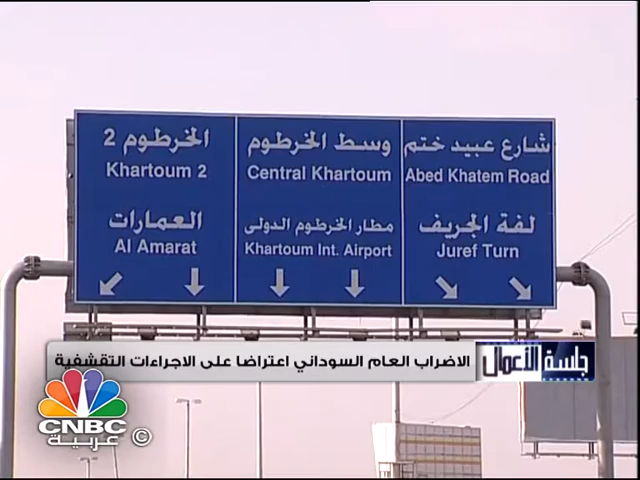 شارع عبيد ختم
Abed Khatem Road
لفة الجريف
Juref Turn
وسط الخرطوم
Central Khartoum
مطار الخرطوم الدولى
Khartoum Int. Airport
الخرطوم 2
Khartoum 2
العمارات
Al Amarat
جلسة الأعمال
الاضراب العام السوداني اعتراضا على الاجراءات التقشفية
CNBC
عربية ©